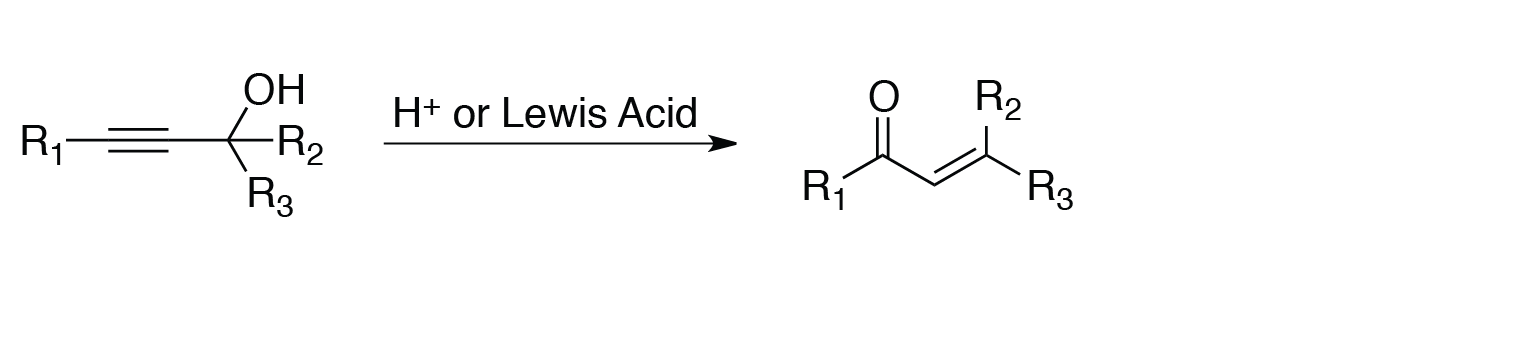 OH
R₁ R₂
R₃
H⁺ or Lewis Acid
O R₂
R₁ R₃